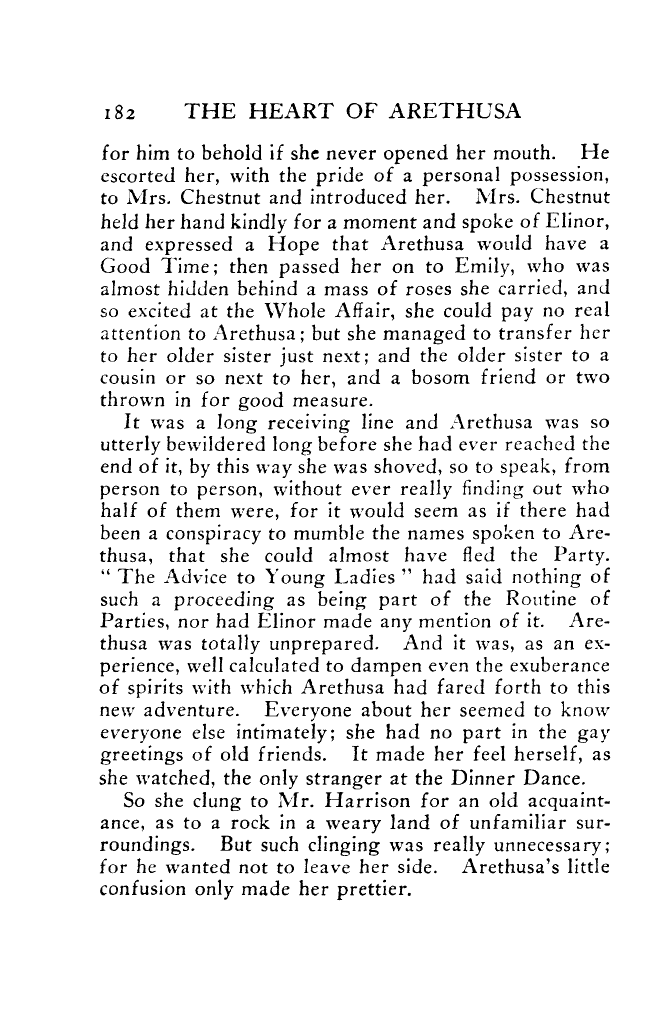 182 THE HEART OF ARETHUSA
for him to behold if she never opened her mouth. He
escorted her, with the pride of a personal possession,
to Mrs. Chestnut and introduced her. Mrs. Chestnut
held her hand kindly for a moment and spoke of Elinor,
and expressed a Hope that Arethusa would have a
Good Time; then passed her on to Emily, who was
almost hidden behind a mass of roses she carried, and
so excited at the Whole Affair, she could pay no real
attention to Arethusa; but she managed to transfer her
to her older sister just next; and the older sister to a
cousin or so next to her, and a bosom friend or two
thrown in for good measure.
It was a long receiving line and Arethusa was so
utterly bewildered long before she had ever reached the
end of it, by this way she was shoved, so to speak, from
person to person, without ever really finding out who
half of them were, for it would seem as if there had
been a conspiracy to mumble the names spoken to Are-
thusa, that she could almost have fled the Party.
“ The Advice to Young Ladies ” had said nothing of
such a proceeding as being part of the Routine of
Parties, nor had Elinor made any mention of it. Are-
thusa was totally unprepared. And it was, as an ex-
perience, well calculated to dampen even the exuberance
of spirits with which Arethusa had fared forth to this
new adventure. Everyone about her seemed to know
everyone else intimately; she had no part in the gay
greetings of old friends. It made her feel herself, as
she watched, the only stranger at the Dinner Dance.
So she clung to Mr. Harrison for an old acquaint-
ance, as to a rock in a weary land of unfamiliar sur-
roundings. But such clinging was really unnecessary;
for he wanted not to leave her side. Arethusa's little
confusion only made her prettier.